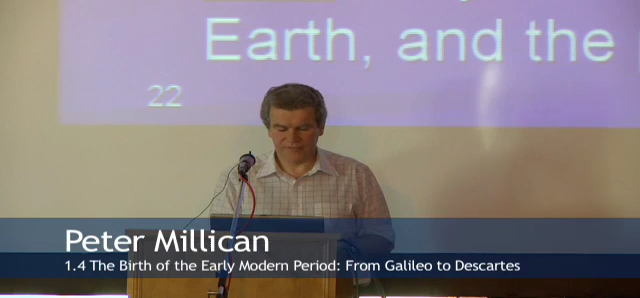 Earth, and the
22
Peter Millican
1.4 The Birth of the Early Modern Period: From Galileo to Descartes